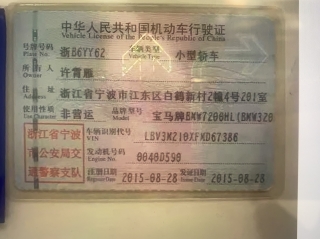 中华人民共和国机动车行驶证
Vehicle License of the People's Republic of China
号牌号码 浙B6YY62 车辆类型 小型轿车
Plate No. Vehicle Type
所有人
Owner
住址 浙江省宁波市江东区白鹤新村2幢4号201室
Address
使用性质 非营运 品牌型号 宝马牌BMW7200HL(BMW320
Use Character Model
浙江省宁波市公安局交通警察支队
车辆识别代号 LBV3M210XFMD67386
VIN
发动机号码 0040D590
Engine No.
注册日期 2015-08-28 发证日期 2015-08-28
Register Date Issue Date